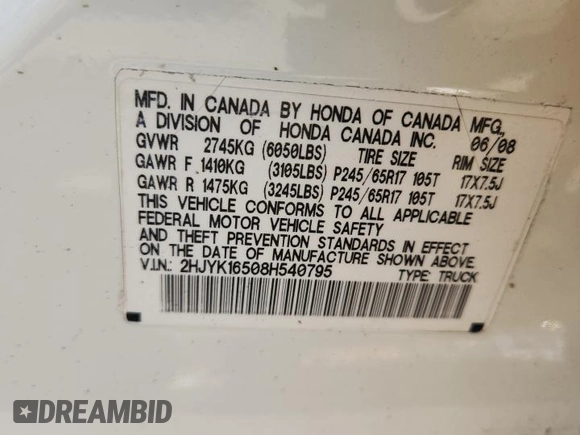 MFD. IN CANADA BY HONDA OF CANADA MFG.,
A DIVISION OF HONDA CANADA INC. 06/08
GVWR 2745KG (6050LBS) TIRE SIZE RIM SIZE
GAWR F 1410KG (3105LBS) P245/65R17 105T 17X7.5J
GAWR R 1475KG (3245LBS) P245/65R17 105T 17X7.5J
THIS VEHICLE CONFORMS TO ALL APPLICABLE
FEDERAL MOTOR VEHICLE SAFETY
AND THEFT PREVENTION STANDARDS IN EFFECT
ON THE DATE OF MANUFACTURE SHOWN ABOVE.
V.I.N.: 2HJYK16508H540795 TYPE: TRUCK
DREAMBID